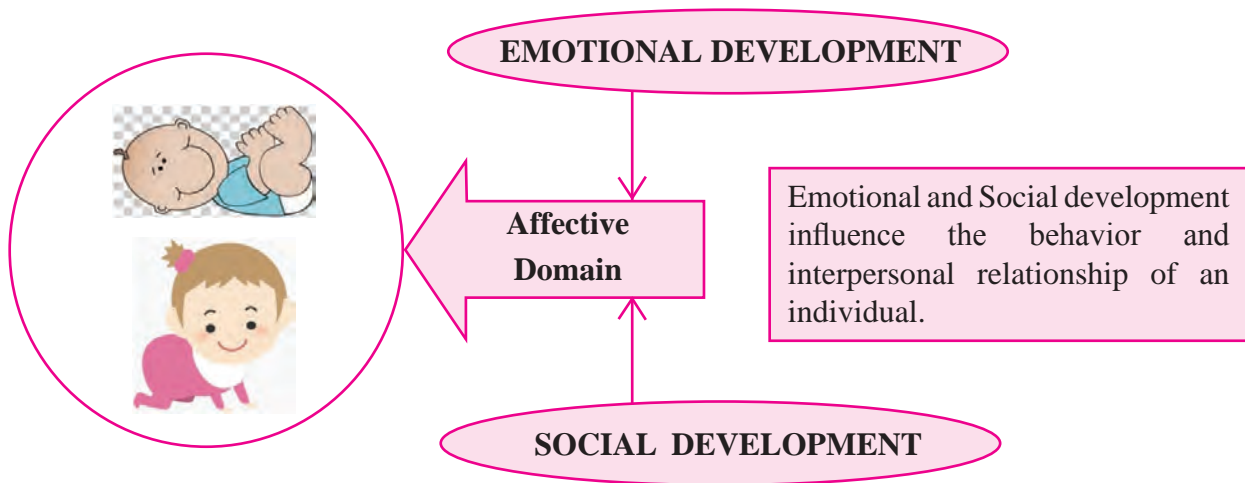 EMOTIONAL DEVELOPMENT
Affective
Domain
Emotional and Social development
influence the behavior and
interpersonal relationship of an
individual.
SOCIAL DEVELOPMENT